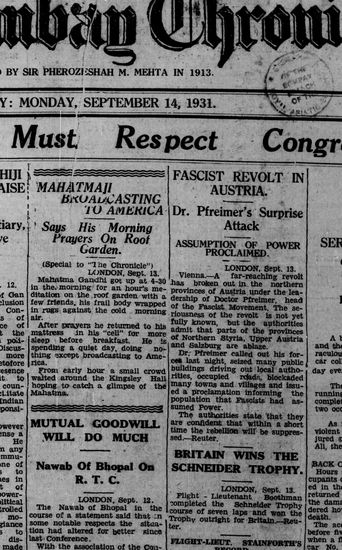 mbay Chroni
D BY SIR PHEROZESHAH M. MEHTA IN 1913.
Y: MONDAY, SEPTEMBER 14, 1931.
Must Respect Congr
HIJI
AISE
MAHATMAJI
BROADCASTING
TO AMERICA
Says His Morning
Prayers On Roof
Garden.
(Special to "The Chronicle")
LONDON, Sept. 13.
Mahatma Gandhi got up at 4-30
in the morning for an hour's me-
ditation on the roof garden with a
few friends, his frail body wrapped
in rugs against the cold morning
air.
After prayers he returned to his
mattress in his "cell" for more
sleep before breakfast. He is
spending a quiet day, doing no-
thing except broadcasting to Ame-
rica.
From early hour a small crowd
waited around the Kingsley Hall
hoping to catch a glimpse of the
Mahatma.
MUTUAL GOODWILL
WILL DO MUCH
Nawab Of Bhopal On
R. T. C.
LONDON, Sept. 12.
The Nawab of Bhopal in the
course of a statement said that in
some notable respects the situa-
tion had altered for better since
last Conference.
With the association of the Con-
FASCIST REVOLT IN
AUSTRIA.
Dr. Pfreimer's Surprise
Attack
ASSUMPTION OF POWER
PROCLAIMED.
LONDON, Sept. 13.
Vienna.—A far-reaching revolt
has broken out in the northern
provinces of Austria under the lea-
dership of Doctor Pfreimer, head
of the Fascist Movement. The se-
riousness of the revolt is not yet
fully known, but the authorities
admit that parts of the provinces
of Northern Styria, Upper Austria
and Salzburg are ablaze.
Dr. Pfreimer called out his for-
ces last night, seized many public
buildings driving out local autho-
rities, occupied roads, blockaded
many towns and villages and issu-
ed a proclamation informing the
population that Fascists had as-
sumed Power.
The authorities state that they
are confident that within a short
time the rebellion will be suppres-
sed.—Reuter.
BRITAIN WINS THE
SCHNEIDER TROPHY.
LONDON, Sept. 13.
Flight - Lieutenant Boothman
completed the Schneider Trophy
course of seven laps and won the
Trophy outright for Britain.—Reu-
ter.
FLIGHT-LIEUT. STAINFORTH'S